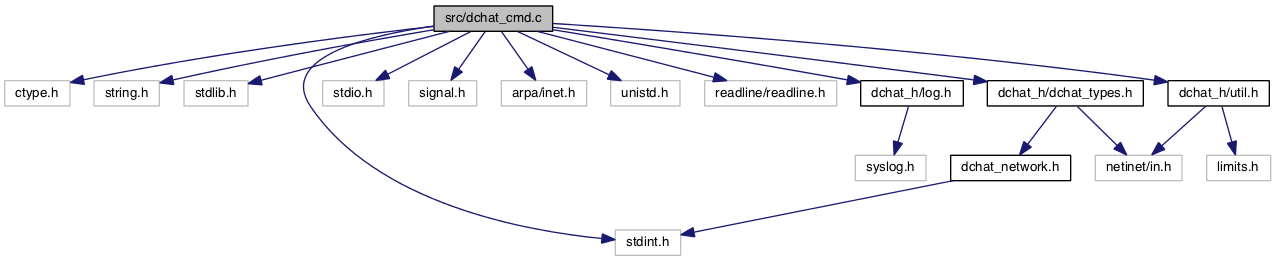 src/dchat_cmd.c
ctype.h
string.h
stdlib.h
stdio.h
signal.h
arpa/inet.h
unistd.h
readline/readline.h
dchat_h/log.h
dchat_h/dchat_types.h
dchat_h/util.h
syslog.h
dchat_network.h
netinet/in.h
limits.h
stdint.h